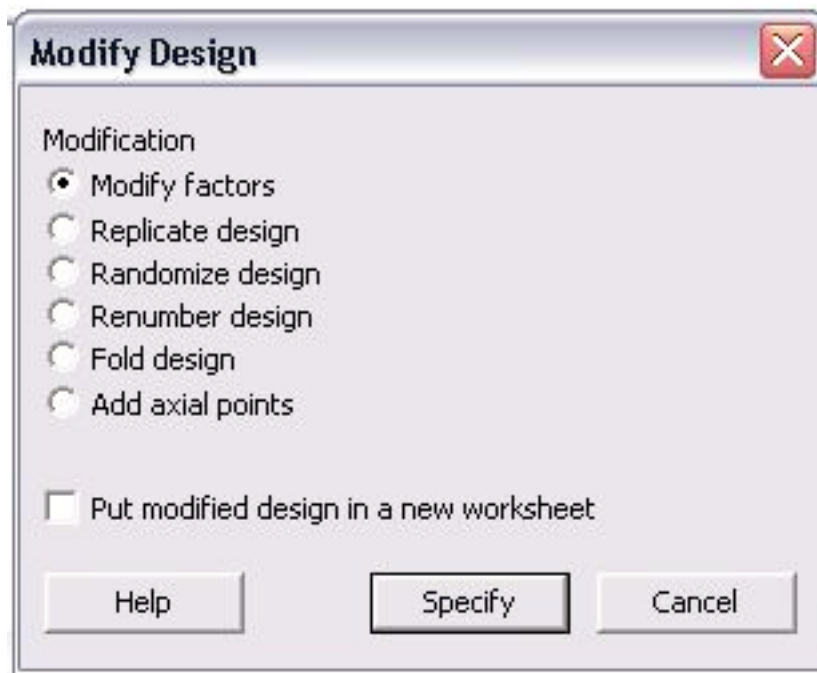 Modify Design
Modification
Modify factors
Replicate design
Randomize design
Renumber design
Fold design
Add axial points
Put modified design in a new worksheet
Help
Specify
Cancel